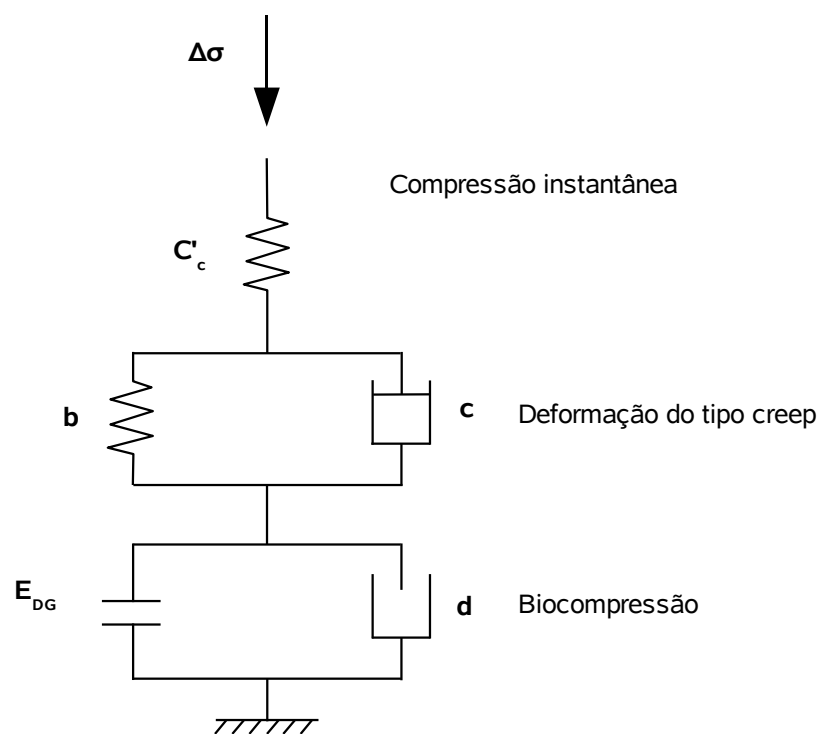 Δσ
Compressão instantânea
C'c
b
c
Deformação do tipo creep
EDG
d
Biocompressão